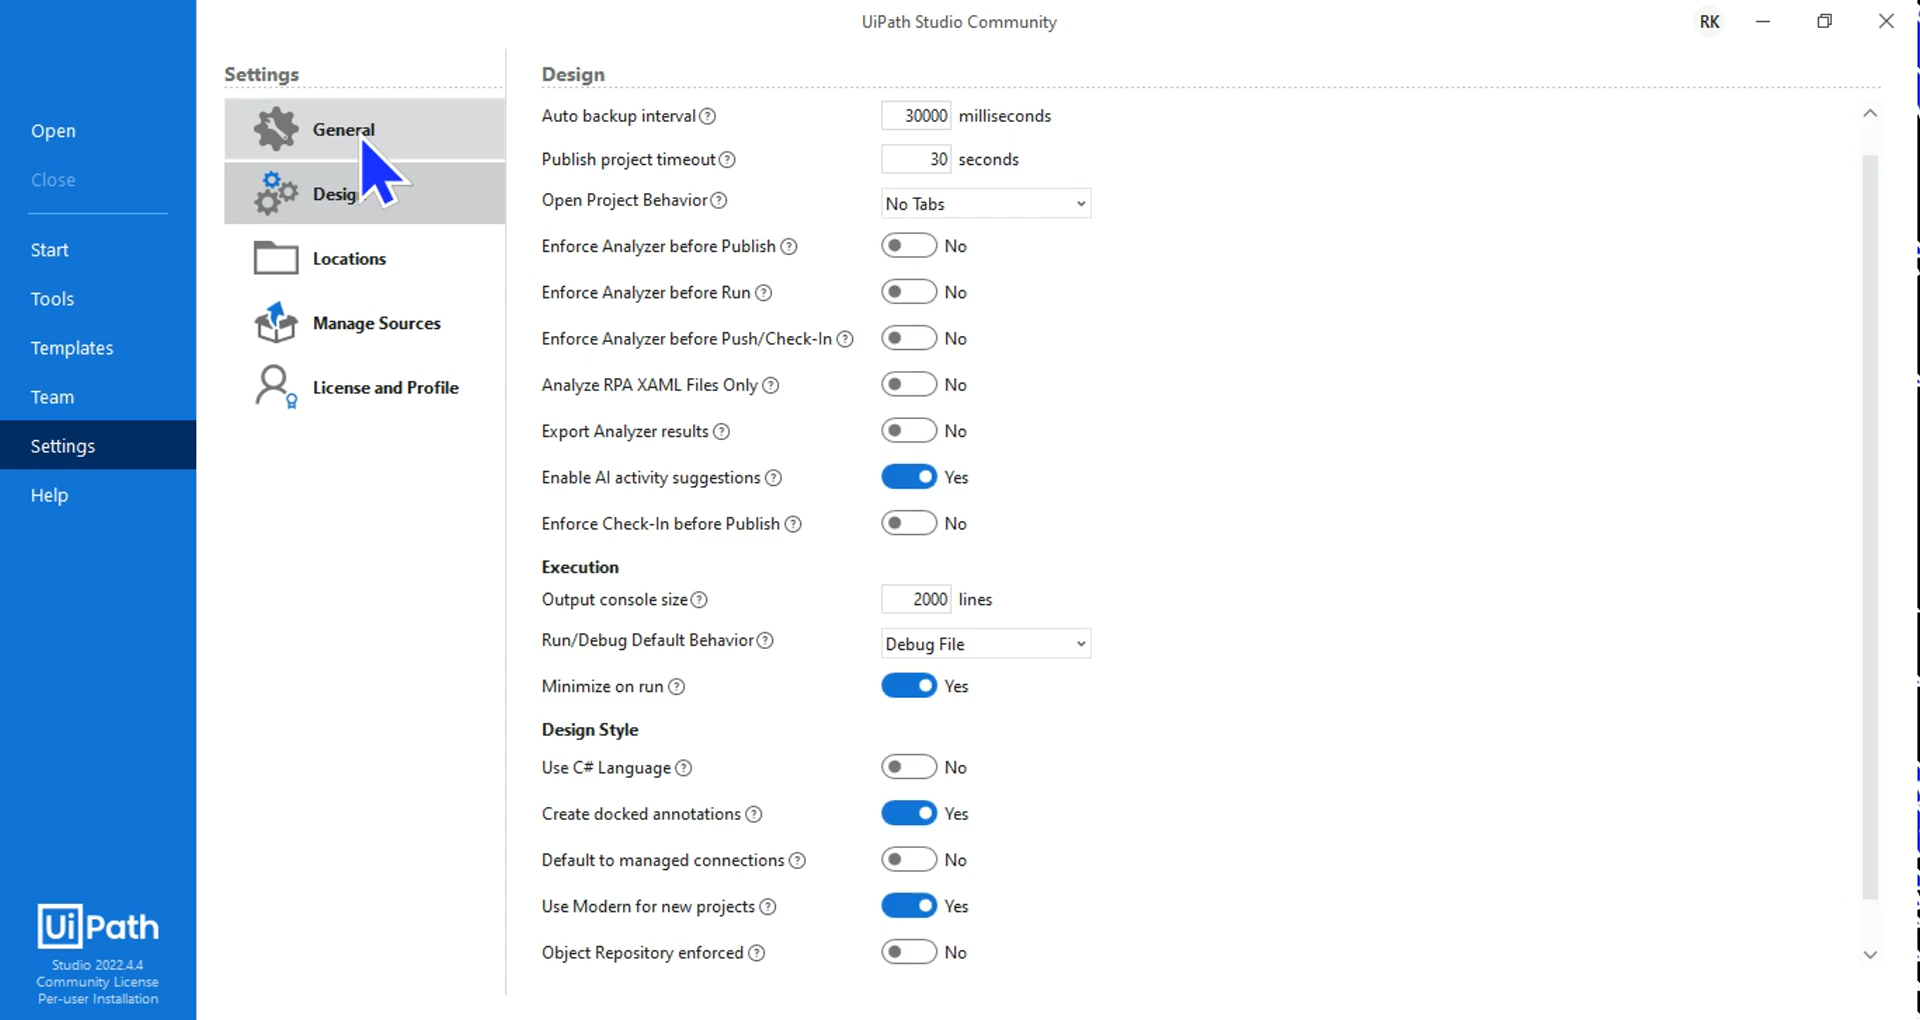 UiPath Studio Community
RK
Open
Close
Start
Tools
Templates
Team
Settings
Help
UiPath
Studio 2022.4.4
Community License
Per-user Installation
Settings
General
Desig
Locations
Manage Sources
License and Profile
Design
Auto backup interval ? 30000 milliseconds
Publish project timeout ? 30 seconds
Open Project Behavior ? No Tabs
Enforce Analyzer before Publish ? No
Enforce Analyzer before Run ? No
Enforce Analyzer before Push/Check-In ? No
Analyze RPA XAML Files Only ? No
Export Analyzer results ? No
Enable AI activity suggestions ? Yes
Enforce Check-In before Publish ? No
Execution
Output console size ? 2000 lines
Run/Debug Default Behavior ? Debug File
Minimize on run ? Yes
Design Style
Use C# Language ? No
Create docked annotations ? Yes
Default to managed connections ? No
Use Modern for new projects ? Yes
Object Repository enforced ? No